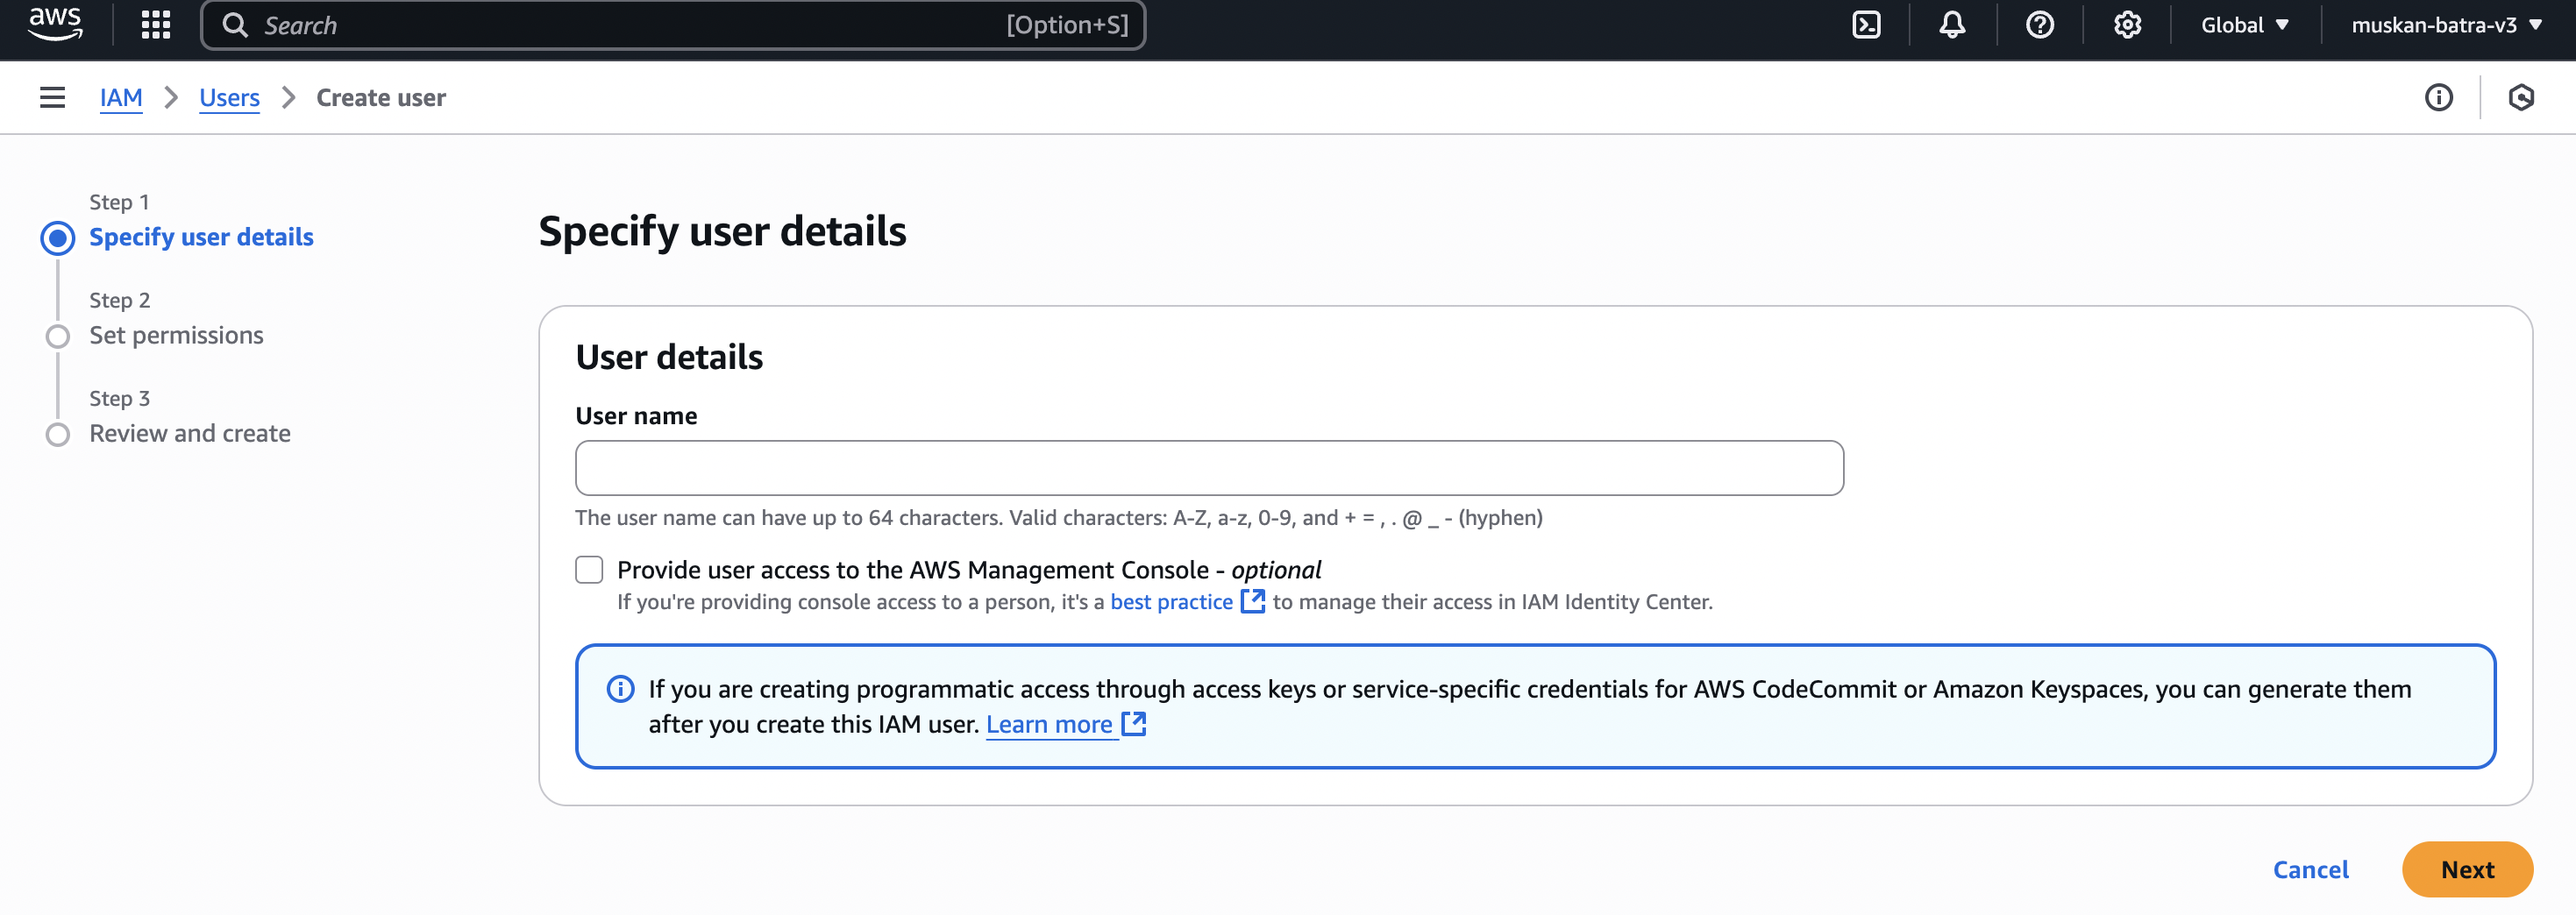 aws
Search [Option+S]
Global
muskan-batra-v3
IAM
Users
Create user
Step 1
Specify user details
Step 2
Set permissions
Step 3
Review and create
Specify user details
User details
User name
The user name can have up to 64 characters. Valid characters: A-Z, a-z, 0-9, and + = , . @ _ - (hyphen)
Provide user access to the AWS Management Console - optional
If you're providing console access to a person, it's a best practice to manage their access in IAM Identity Center.
If you are creating programmatic access through access keys or service-specific credentials for AWS CodeCommit or Amazon Keyspaces, you can generate them
after you create this IAM user. Learn more
Cancel
Next